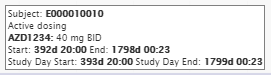 Subject: E000010010
Active dosing
AZD1234: 40 mg BID
Start: 392d 20:00 End: 1798d 00:23
Study Day Start: 393d 20:00 Study Day End: 1799d 00:23